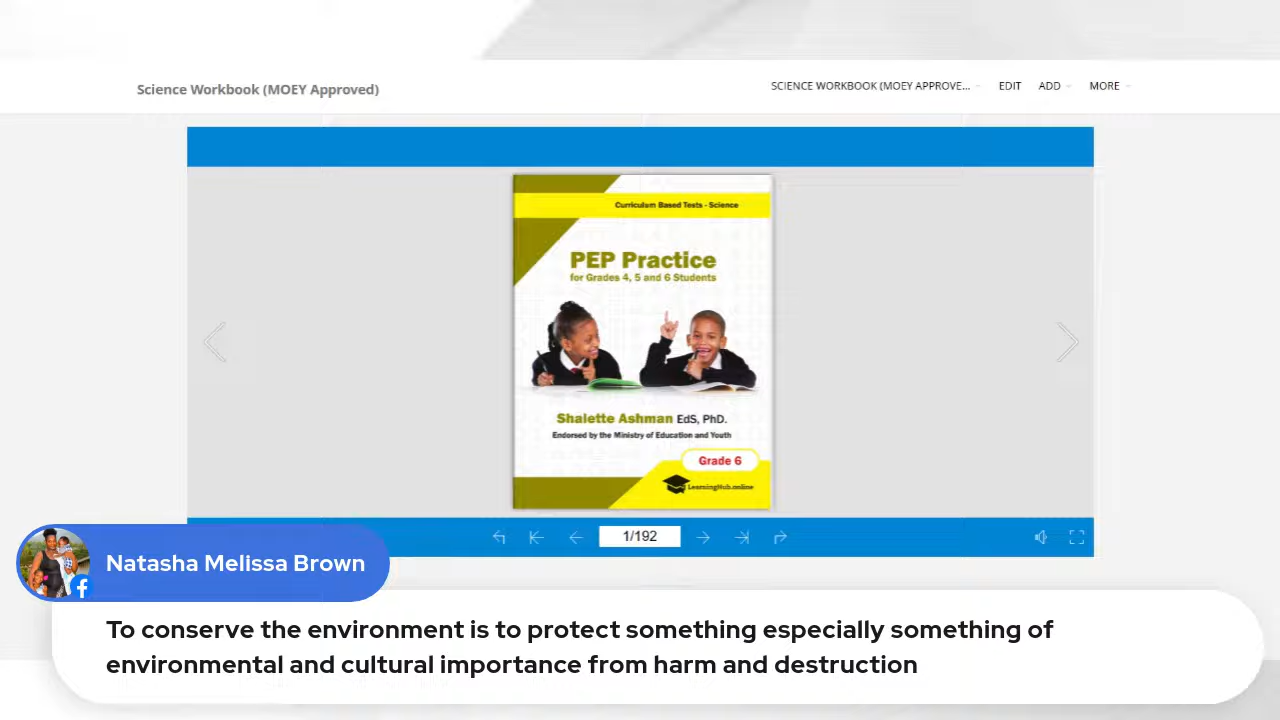 Science Workbook (MOEY Approved)
SCIENCE WORKBOOK (MOEY APPROVE... EDIT ADD MORE
Curriculum Based Tests - Science
PEP Practice
for Grades 4, 5 and 6 Students
Shalette Ashman EdS, PhD.
Endorsed by the Ministry of Education and Youth
Grade 6
LearningHub.online
1/192
Natasha Melissa Brown
To conserve the environment is to protect something especially something of
environmental and cultural importance from harm and destruction